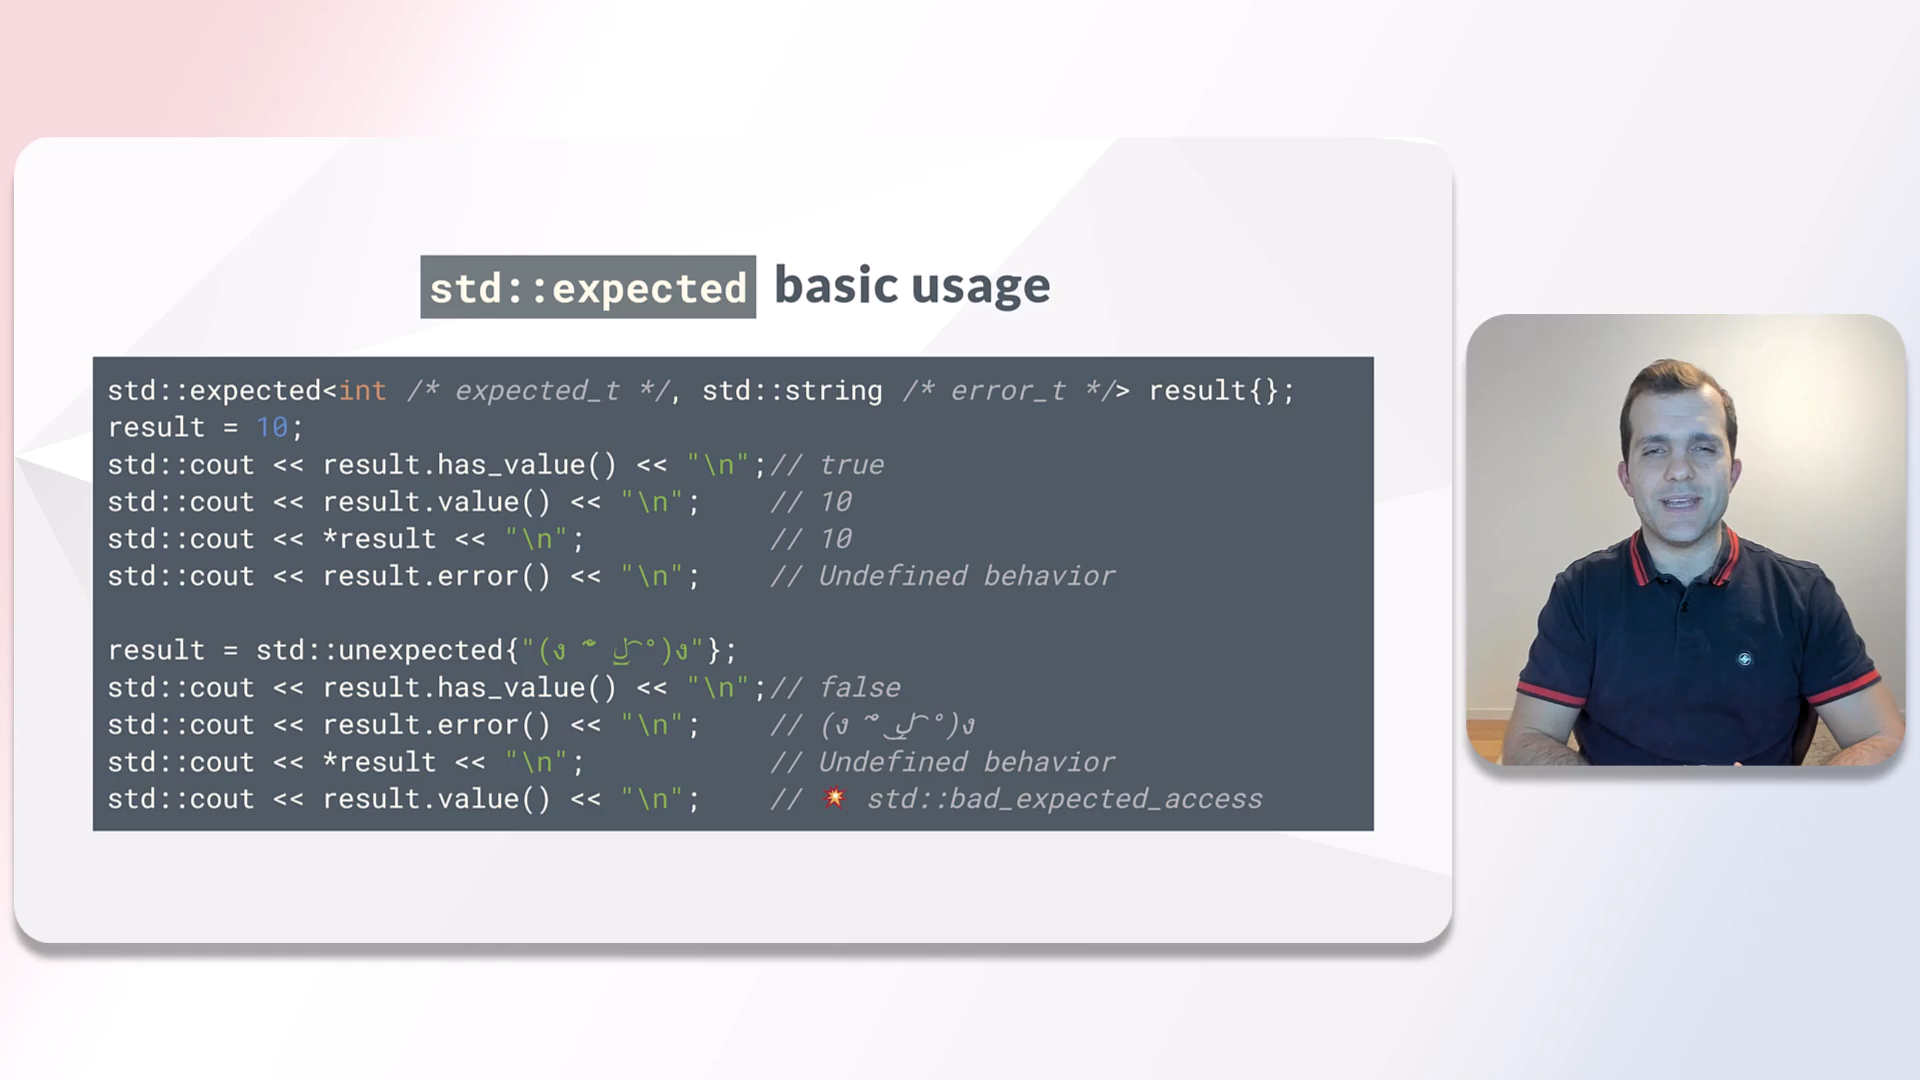 std::expected basic usage
std::expected<int /* expected_t */, std::string /* error_t */> result{};
result = 10;
std::cout << result.has_value() << "\n";// true
std::cout << result.value() << "\n";    // 10
std::cout << *result << "\n";           // 10
std::cout << result.error() << "\n";    // Undefined behavior
result = std::unexpected{"(ง ͠° ͟ل͜ ͡°)ง"};
std::cout << result.has_value() << "\n";// false
std::cout << result.error() << "\n";    // (ง ͠° ͟ل͜ ͡°)ง
std::cout << *result << "\n";           // Undefined behavior
std::cout << result.value() << "\n";    // 💥 std::bad_expected_access